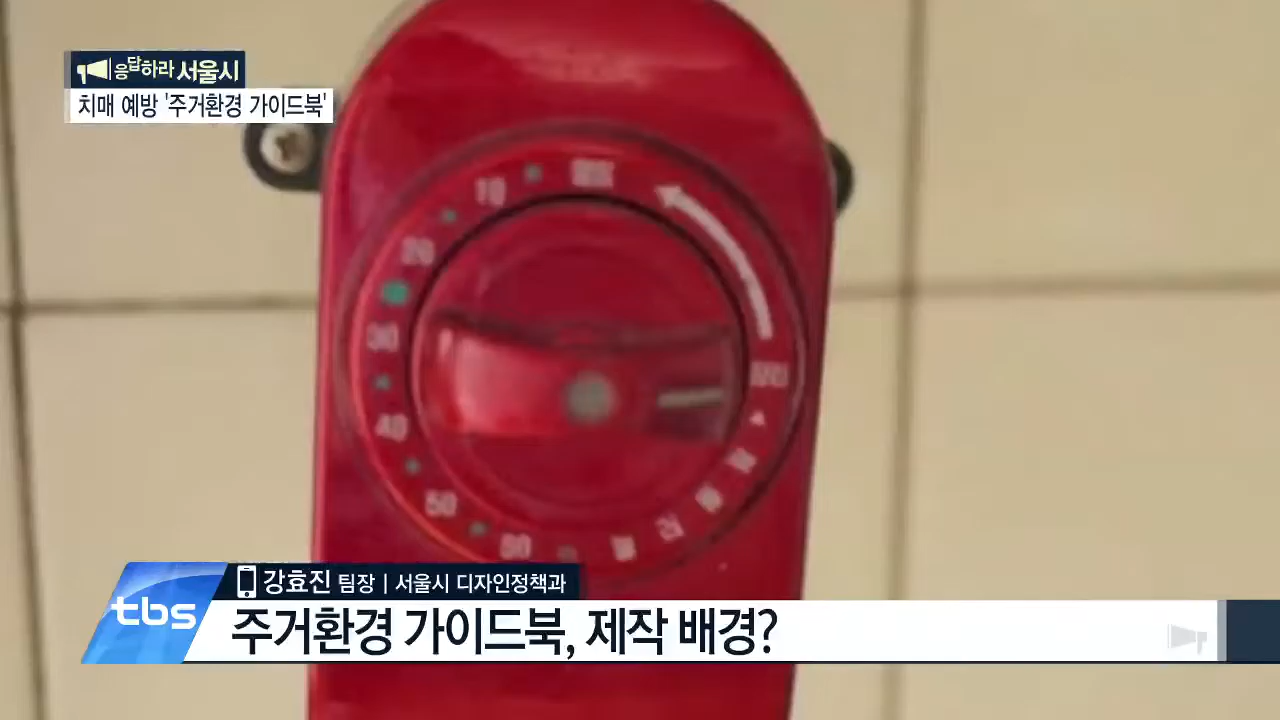 응답하라 서울시
치매 예방 '주거환경 가이드북'
10
20
30
40
50
강효진 팀장 | 서울시 디자인정책과
tbs
주거환경 가이드북, 제작 배경?